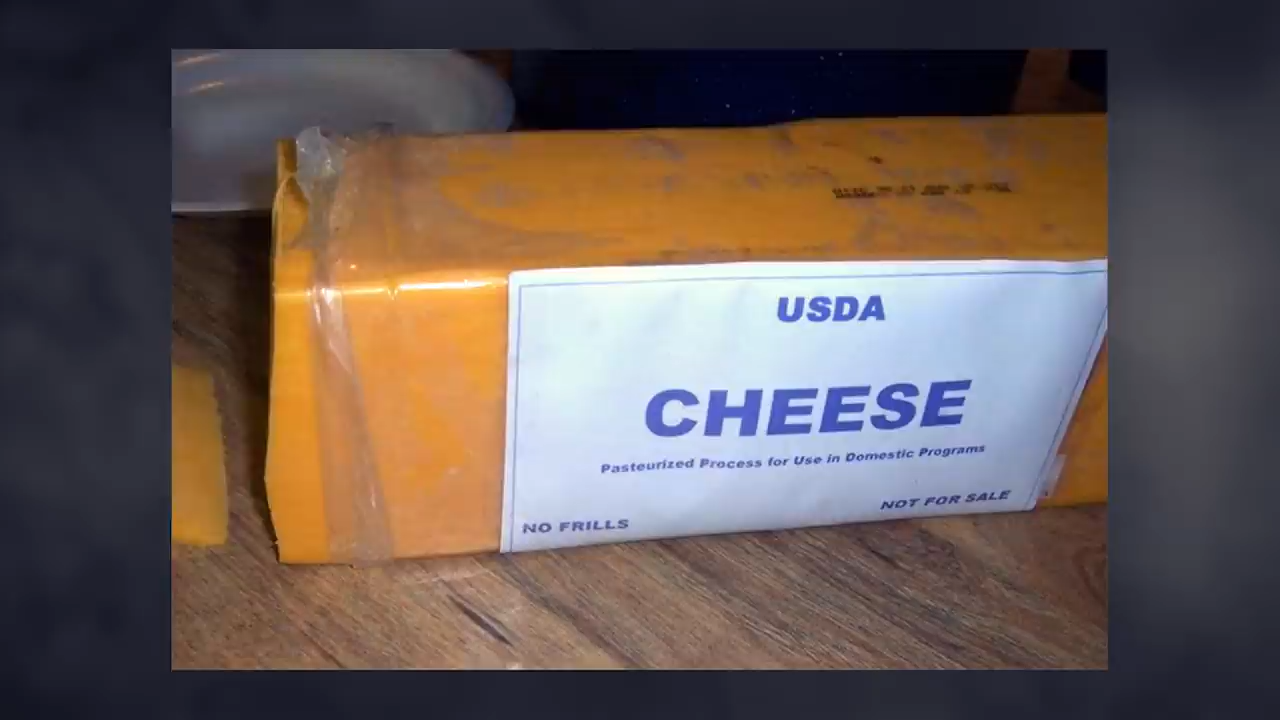 USDA
CHEESE
Pasteurized Process for Use in Domestic Programs
NOT FOR SALE
NO FRILLS